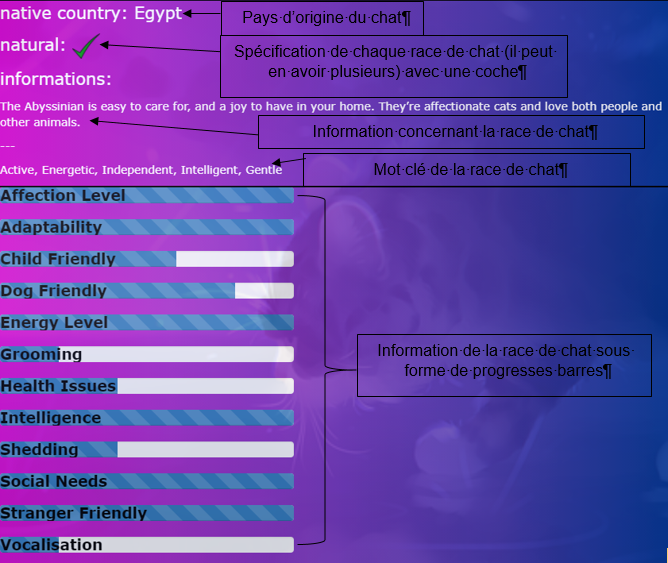 native country: Egypt
Pays·d'origine·du·chat¶
natural:
Spécification·de·chaque·race·de·chat·(il·peut·
en·avoir·plusieurs)·avec·une·coche¶
informations:
The Abyssinian is easy to care for, and a joy to have in your home. They're affectionate cats and love both people and
other animals.
Information·concernant·la·race·de·chat¶
---
Active, Energetic, Independent, Intelligent, Gentle
Mot·clé·de·la·race·de·chat¶
Affection Level
Adaptability
Child Friendly
Dog Friendly
Energy Level
Grooming
Health Issues
Intelligence
Shedding
Social Needs
Stranger Friendly
Vocalisation
Information·de·la·race·de·chat·sous·
forme·de·progresses·barres¶